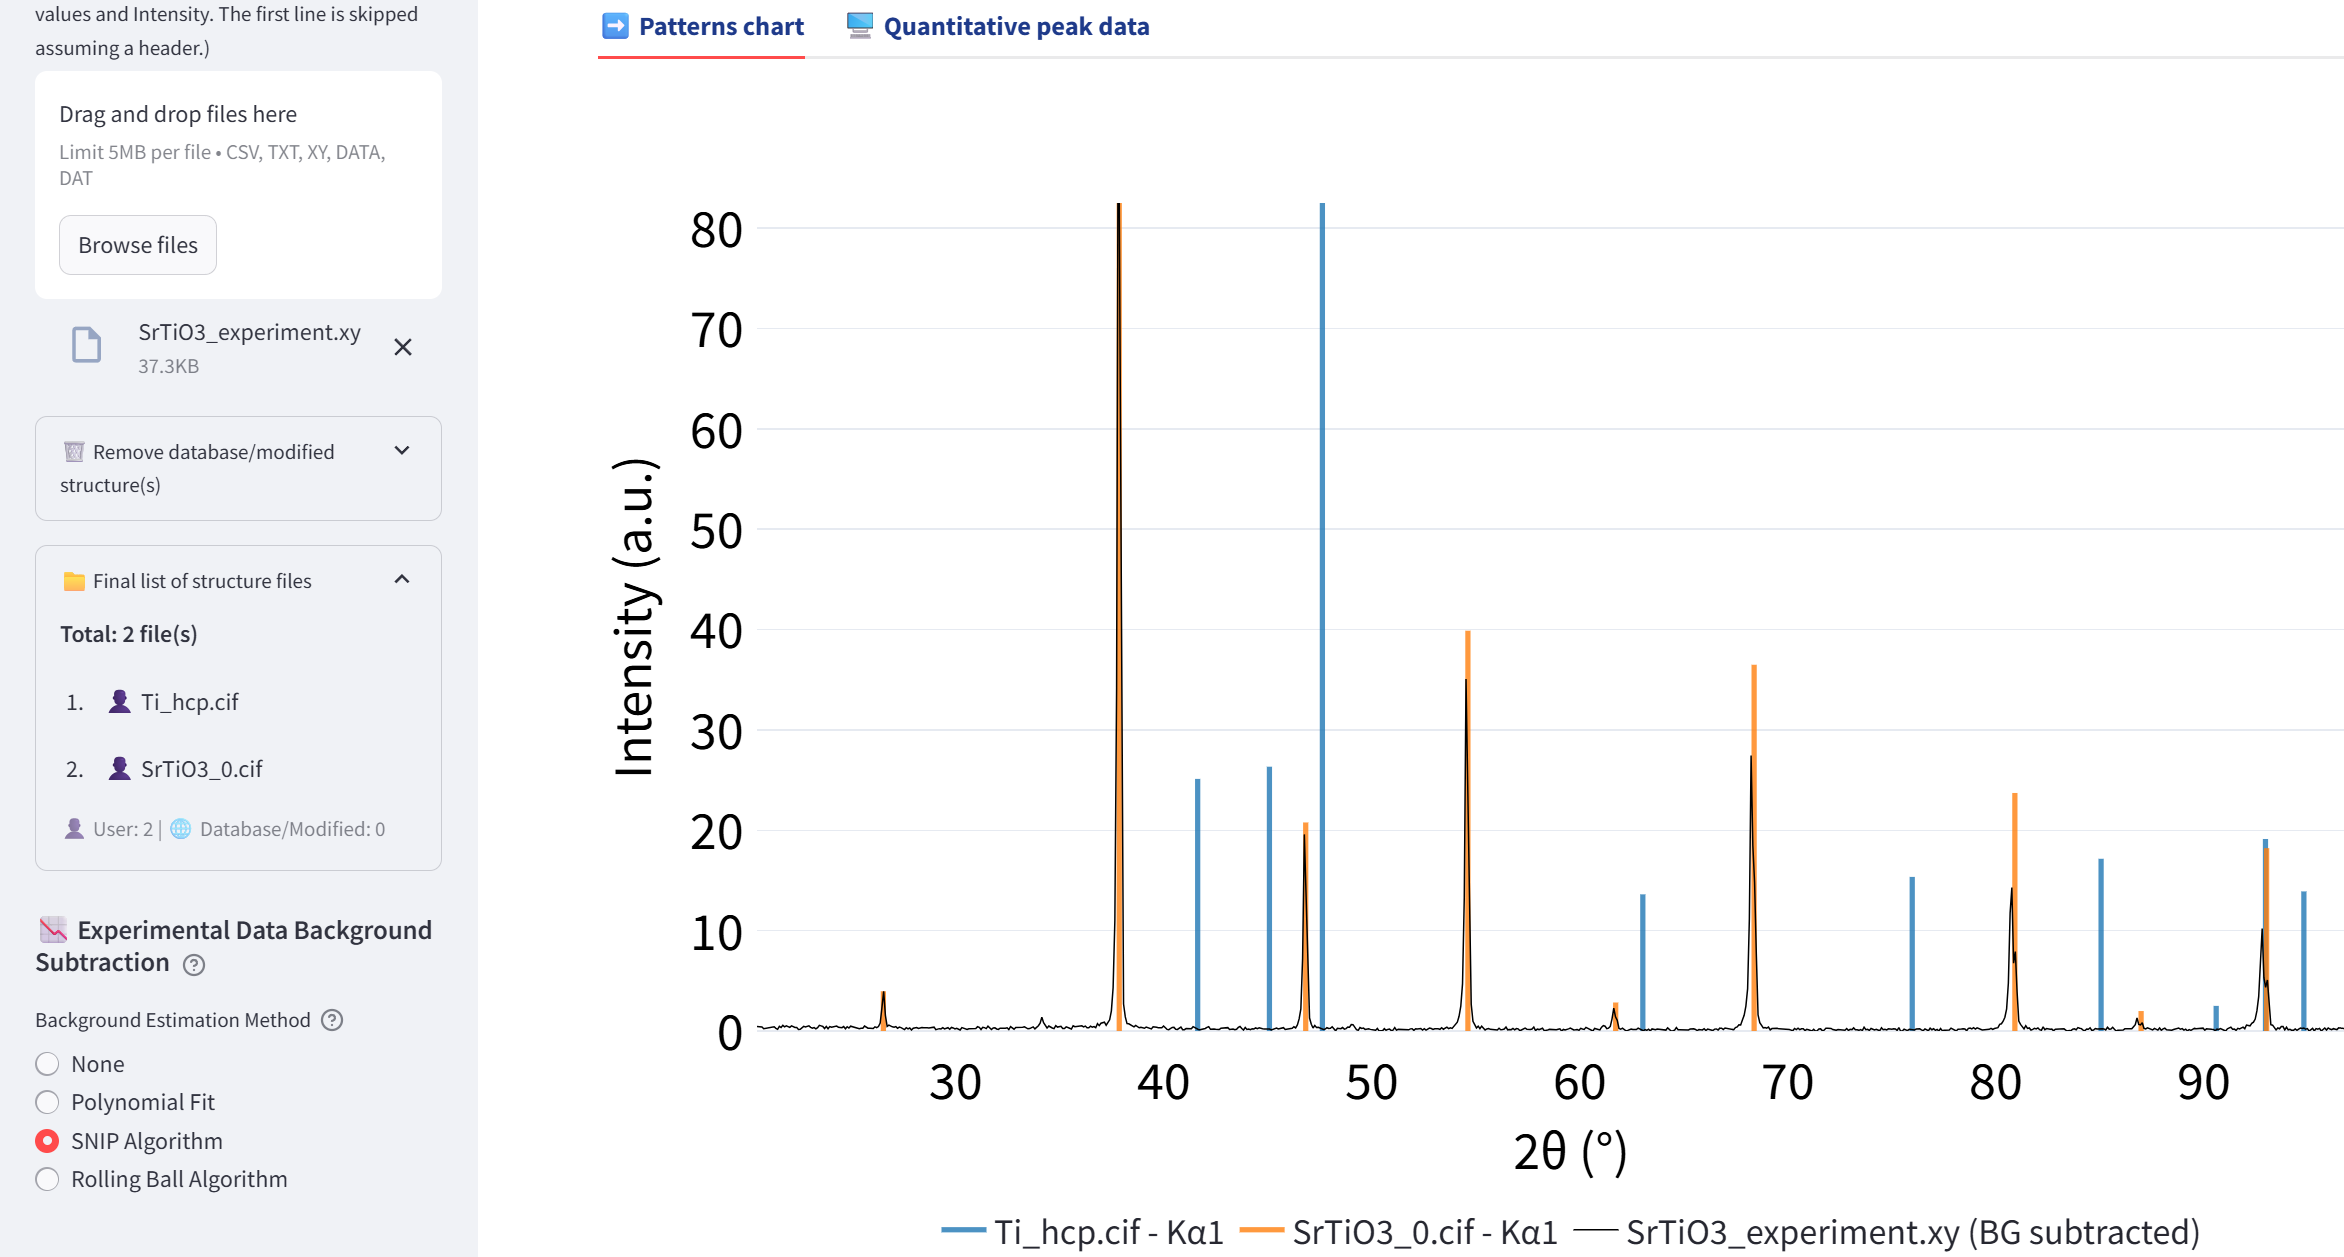 values and Intensity. The first line is skipped
assuming a header.)
Drag and drop files here
Limit 5MB per file • CSV, TXT, XY, DATA,
DAT
Browse files
SrTiO3_experiment.xy
37.3KB
Remove database/modified
structure(s)
Final list of structure files
Total: 2 file(s)
1. Ti_hcp.cif
2. SrTiO3_0.cif
User: 2 | Database/Modified: 0
Experimental Data Background
Subtraction
Background Estimation Method
None
Polynomial Fit
SNIP Algorithm
Rolling Ball Algorithm
Patterns chart
Quantitative peak data
Intensity (a.u.)
80
70
60
50
40
30
20
10
0
30 40 50 60 70 80 90
2θ (°)
Ti_hcp.cif - Kα1 SrTiO3_0.cif - Kα1 SrTiO3_experiment.xy (BG subtracted)